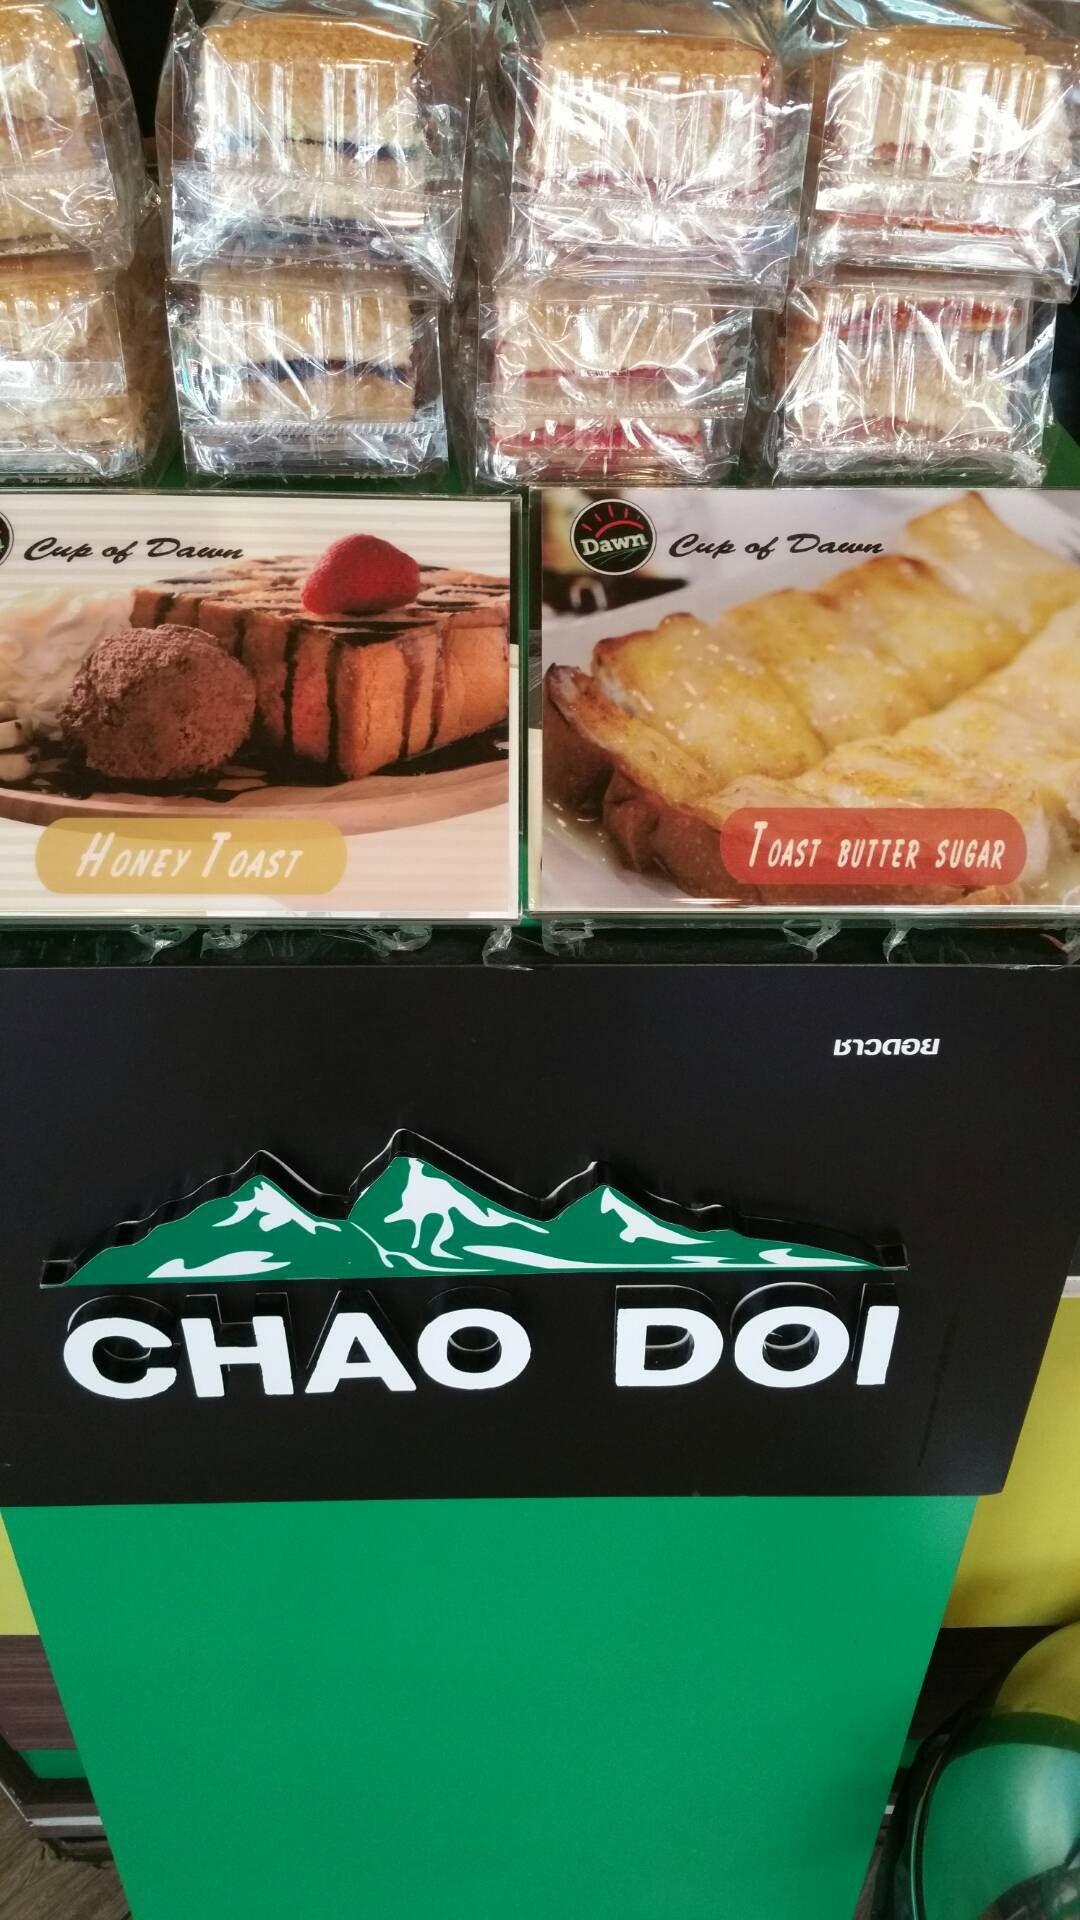 Cup of Dawn
Dawn Cup of Dawn
HONEY TOAST
TOAST BUTTER SUGAR
ชาวดอย
CHAO DOI